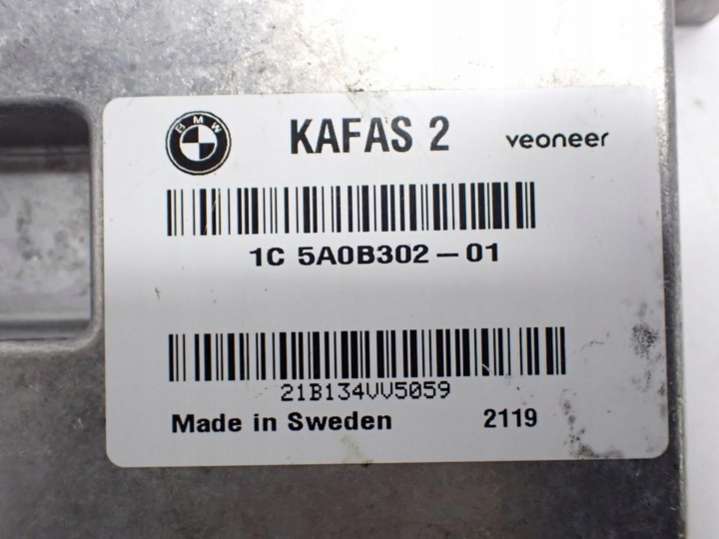 BMW KAFAS 2 veoneer
1C 5A0B302-01
21B134VV5059
Made in Sweden 2119